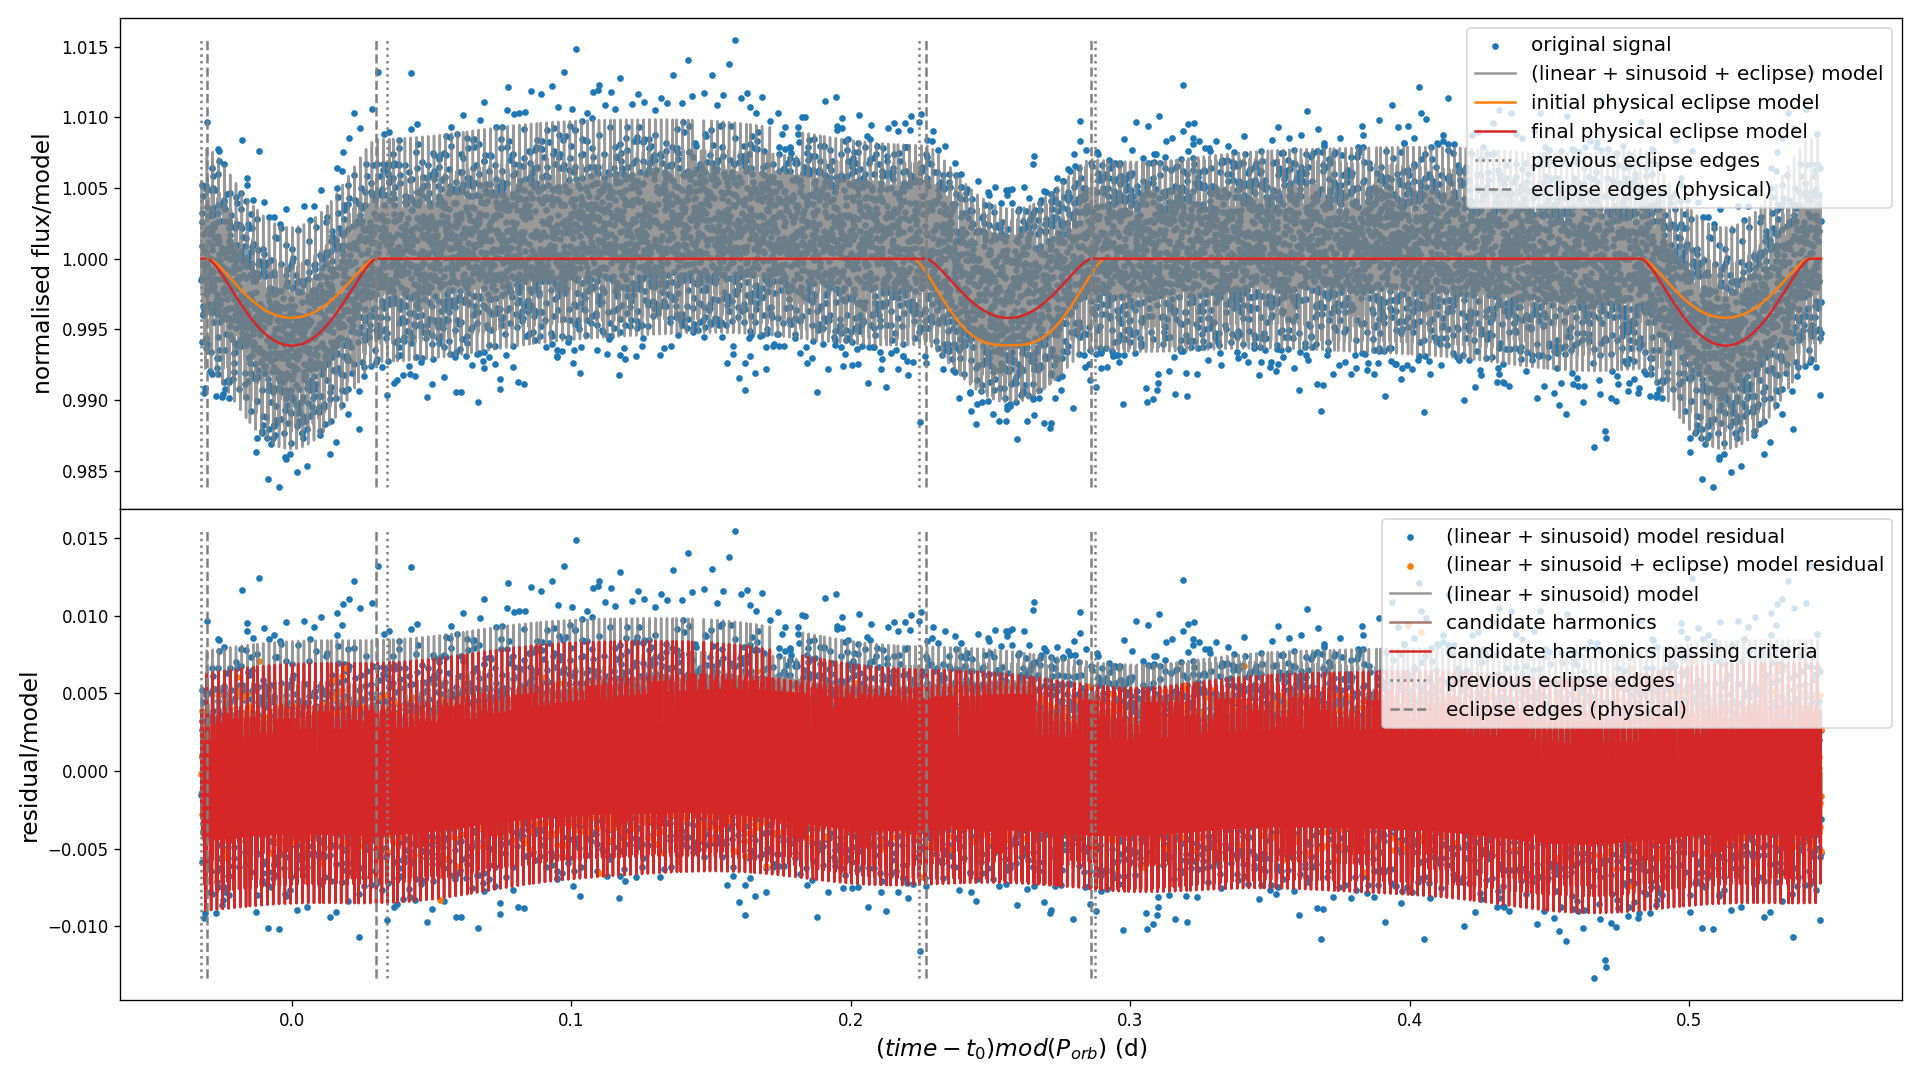 normalised flux/model
1.015
1.010
1.005
1.000
0.995
0.990
0.985
original signal
(linear + sinusoid + eclipse) model
initial physical eclipse model
final physical eclipse model
previous eclipse edges
eclipse edges (physical)
residual/model
0.015
0.010
0.005
0.000
−0.005
−0.010
(linear + sinusoid) model residual
(linear + sinusoid + eclipse) model residual
(linear + sinusoid) model
candidate harmonics
candidate harmonics passing criteria
previous eclipse edges
eclipse edges (physical)
0.0 0.1 0.2 0.3 0.4 0.5
(time − t₀)mod(Pₒᵣb) (d)